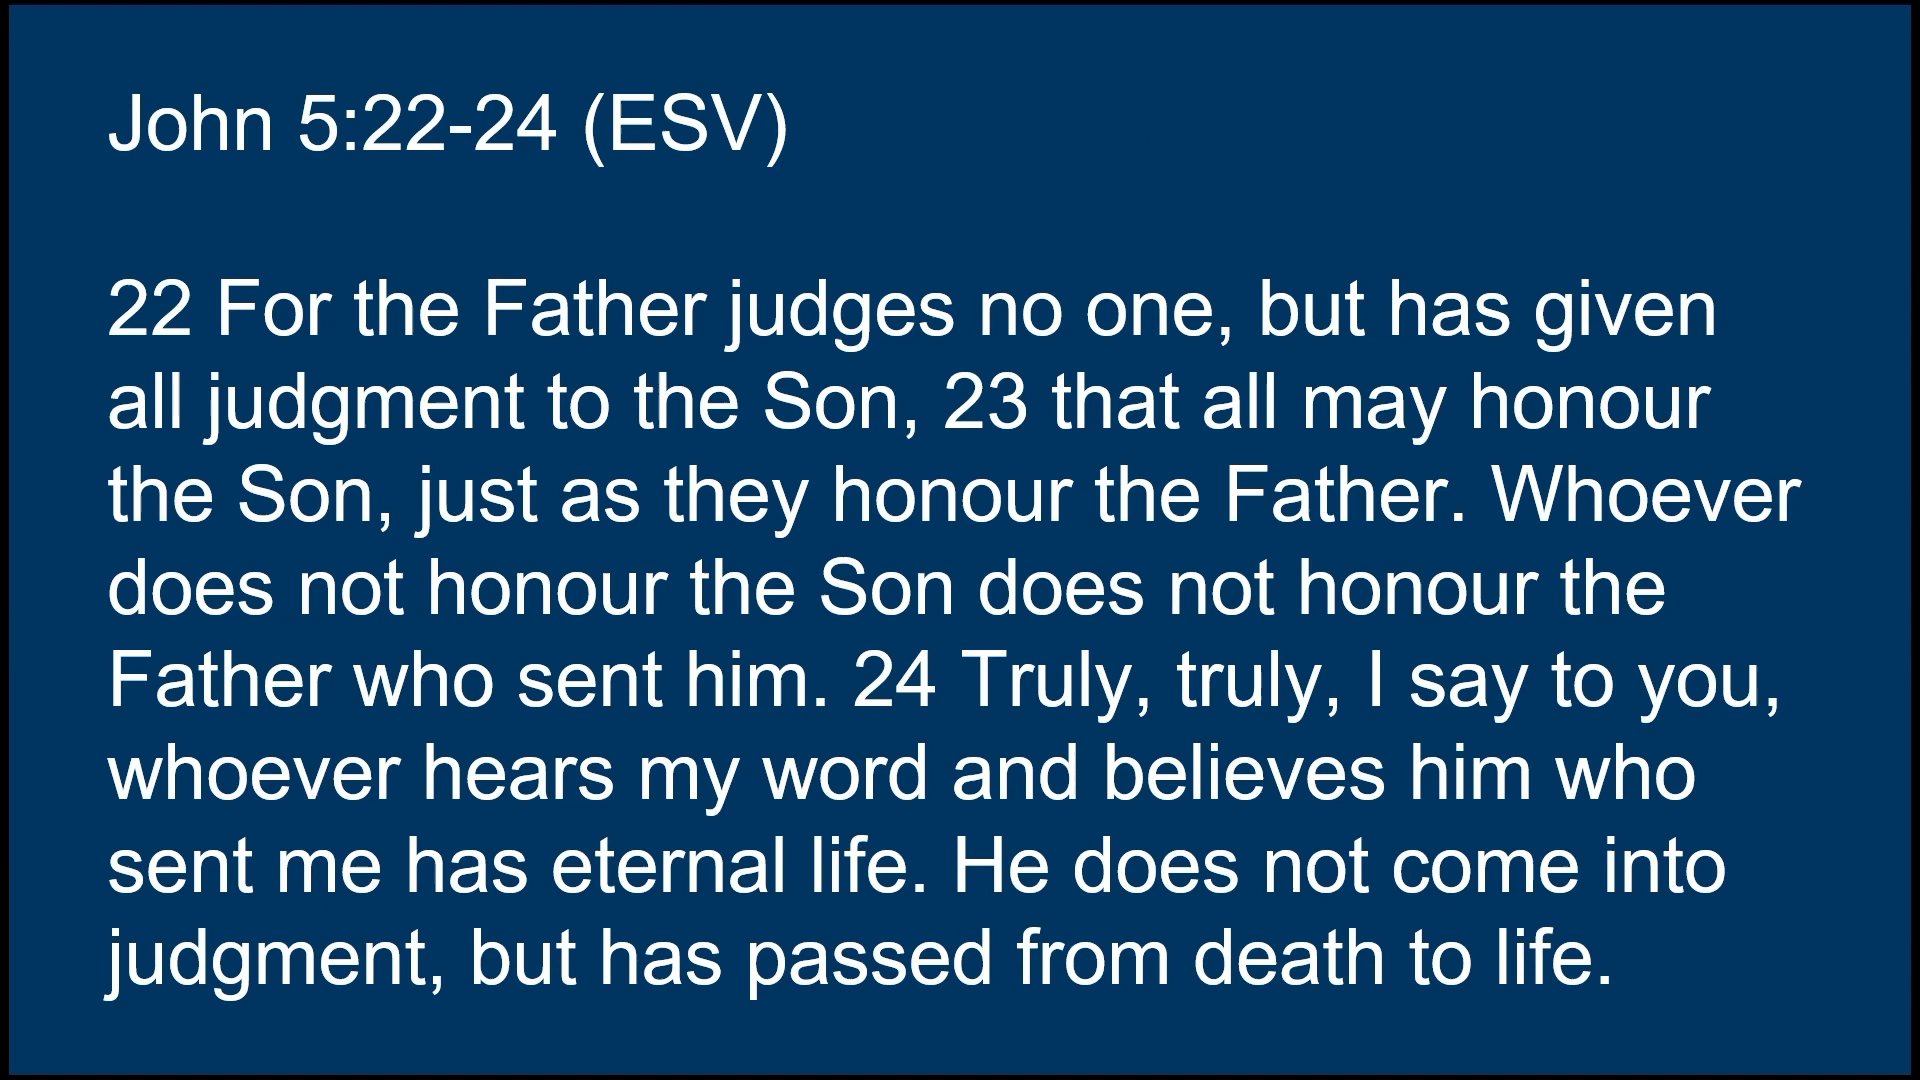 John 5:22-24 (ESV)
22 For the Father judges no one, but has given
all judgment to the Son, 23 that all may honour
the Son, just as they honour the Father. Whoever
does not honour the Son does not honour the
Father who sent him. 24 Truly, truly, I say to you,
whoever hears my word and believes him who
sent me has eternal life. He does not come into
judgment, but has passed from death to life.